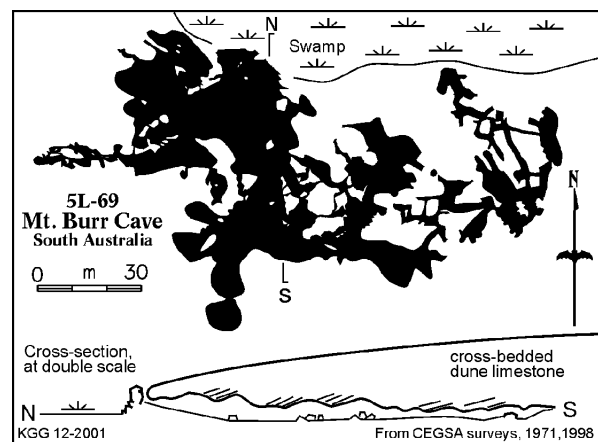 N
Swamp
N
5L-69
Mt. Burr Cave
South Australia
0 m 30
S
Cross-section,
at double scale
cross-bedded
dune limestone
N
S
KGG 12-2001
From CEGSA surveys, 1971,1998